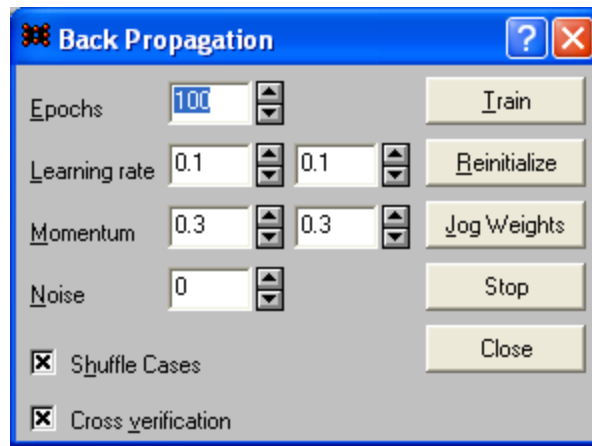 Back Propagation
?
X
Epochs 100 Train
Learning rate 0.1 0.1 Reinitialize
Momentum 0.3 0.3 Jog Weights
Noise 0 Stop
Close
Shuffle Cases
Cross verification